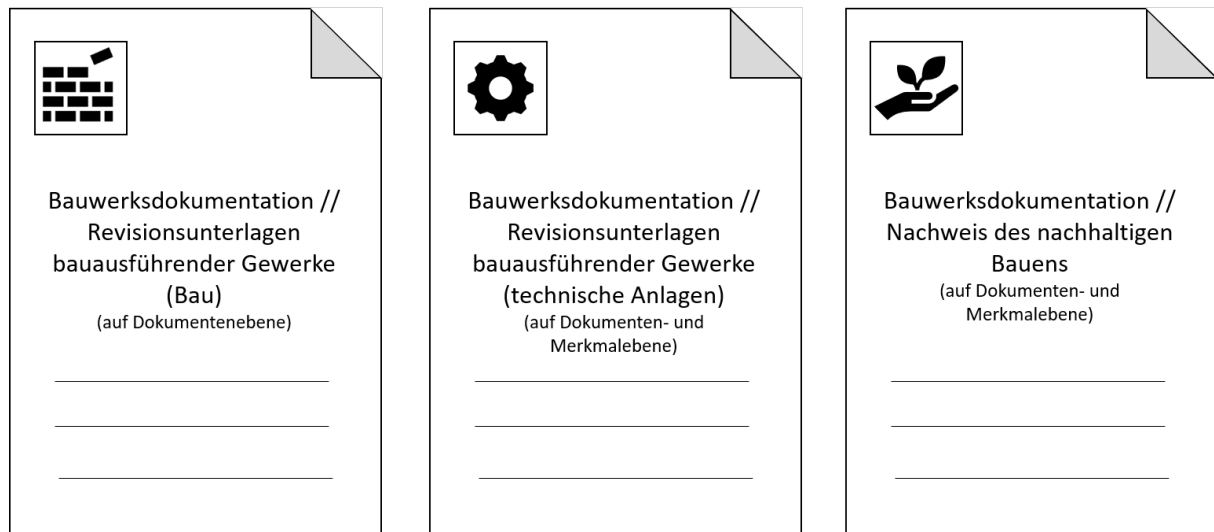 Bauwerksdokumentation //
Revisionsunterlagen
bauausführender Gewerke
(Bau)
(auf Dokumentenebene)
Bauwerksdokumentation //
Revisionsunterlagen
bauausführender Gewerke
(technische Anlagen)
(auf Dokumenten- und
Merkmalebene)
Bauwerksdokumentation //
Nachweis des nachhaltigen
Bauens
(auf Dokumenten- und
Merkmalebene)